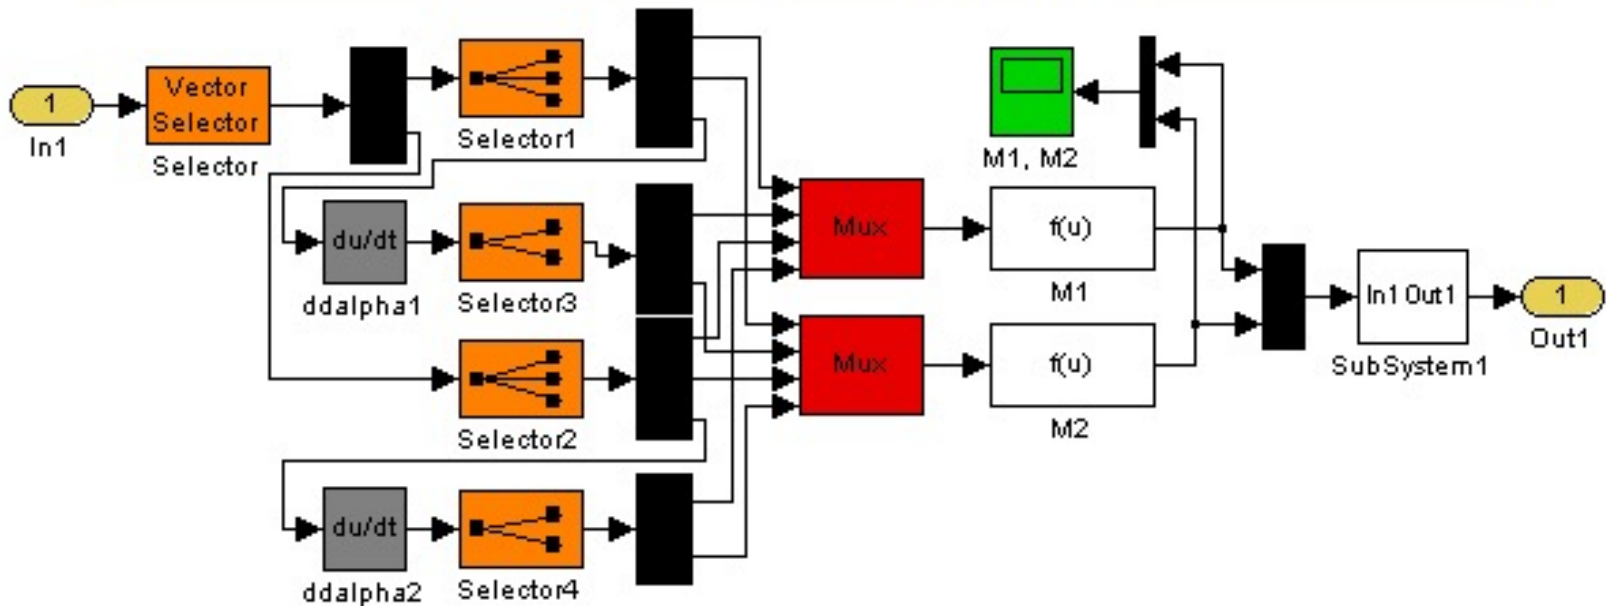 1
In1
Vector
Selector
Selector
Selector1
du/dt
ddalpha1
Selector3
Selector2
du/dt
ddalpha2
Selector4
Mux
Mux
M1, M2
f(u)
M1
f(u)
M2
In1 Out1
SubSystem1
1
Out1